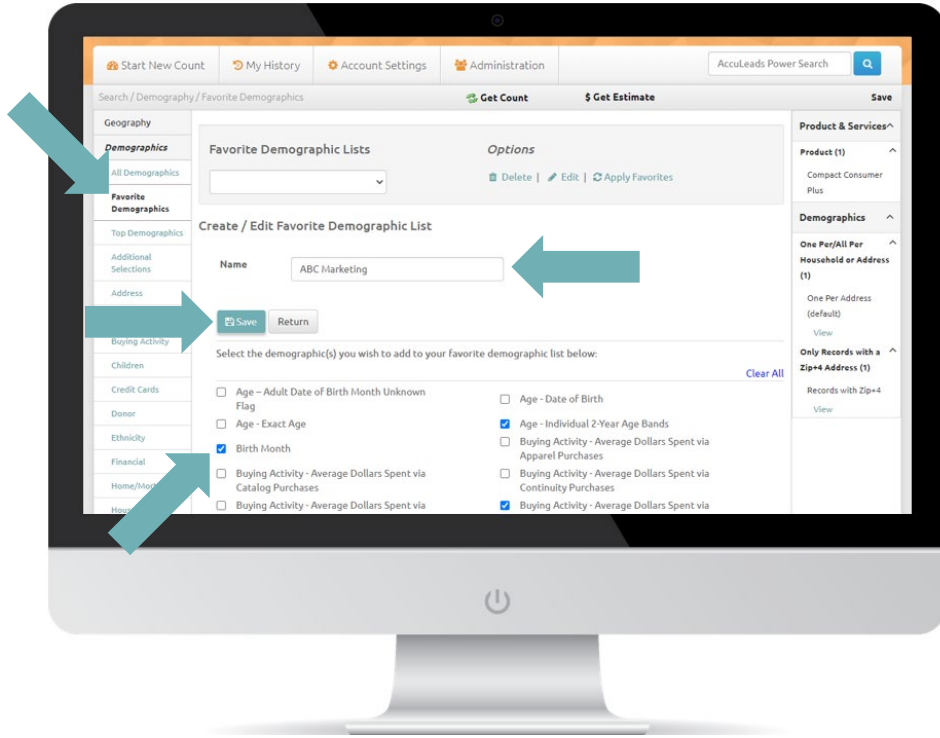 Start New Count
My History
Account Settings
Administration
AccuLeads Power Search
Search / Demography / Favorite Demographics
Get Count
$ Get Estimate
Save
Geography
Demographics
All Demographics
Favorite
Demographics
Top Demographics
Additional
Selections
Address
Buying Activity
Children
Credit Cards
Donor
Ethnicity
Financial
Favorite Demographic Lists
Options
Delete | Edit | Apply Favorites
Create / Edit Favorite Demographic List
Name
ABC Marketing
Save
Return
Select the demographic(s) you wish to add to your favorite demographic list below:
Clear All
Age – Adult Date of Birth Month Unknown
Flag
Age - Date of Birth
Age - Exact Age
Age - Individual 2-Year Age Bands
Birth Month
Buying Activity - Average Dollars Spent via
Apparel Purchases
Buying Activity - Average Dollars Spent via
Catalog Purchases
Buying Activity - Average Dollars Spent via
Continuity Purchases
Buying Activity - Average Dollars Spent via
Buying Activity - Average Dollars Spent via
Product & Services
Product (1)
Compact Consumer
Plus
Demographics
One Per/All Per
Household or Address
(1)
One Per Address
(default)
View
Only Records with a
Zip+4 Address (1)
Records with Zip+4
View